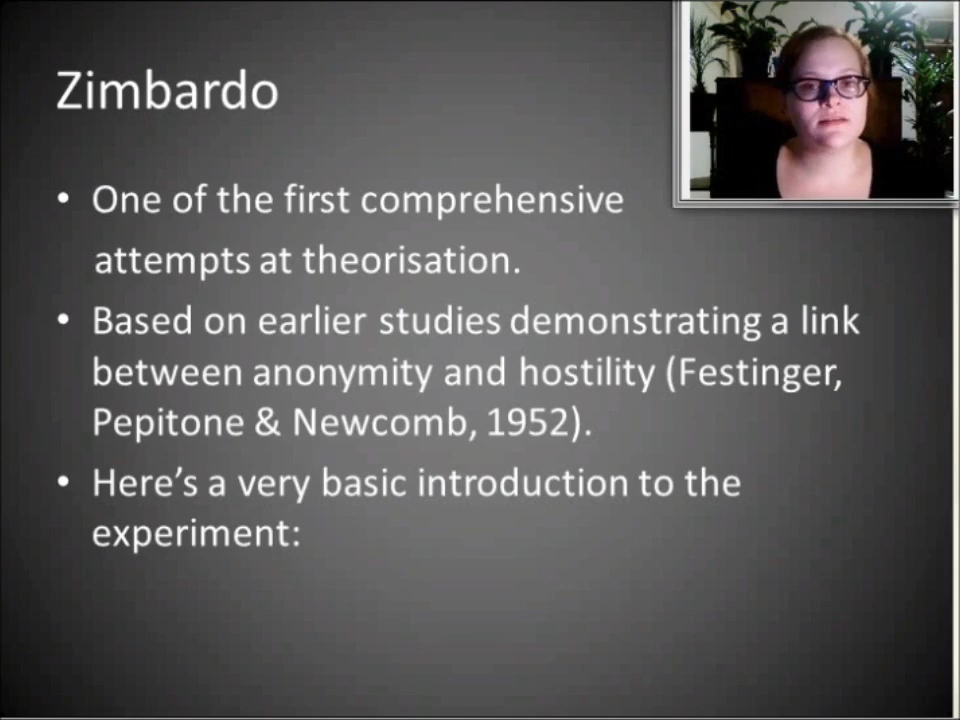 Zimbardo
• One of the first comprehensive
attempts at theorisation.
• Based on earlier studies demonstrating a link
between anonymity and hostility (Festinger,
Pepitone & Newcomb, 1952).
• Here’s a very basic introduction to the
experiment: